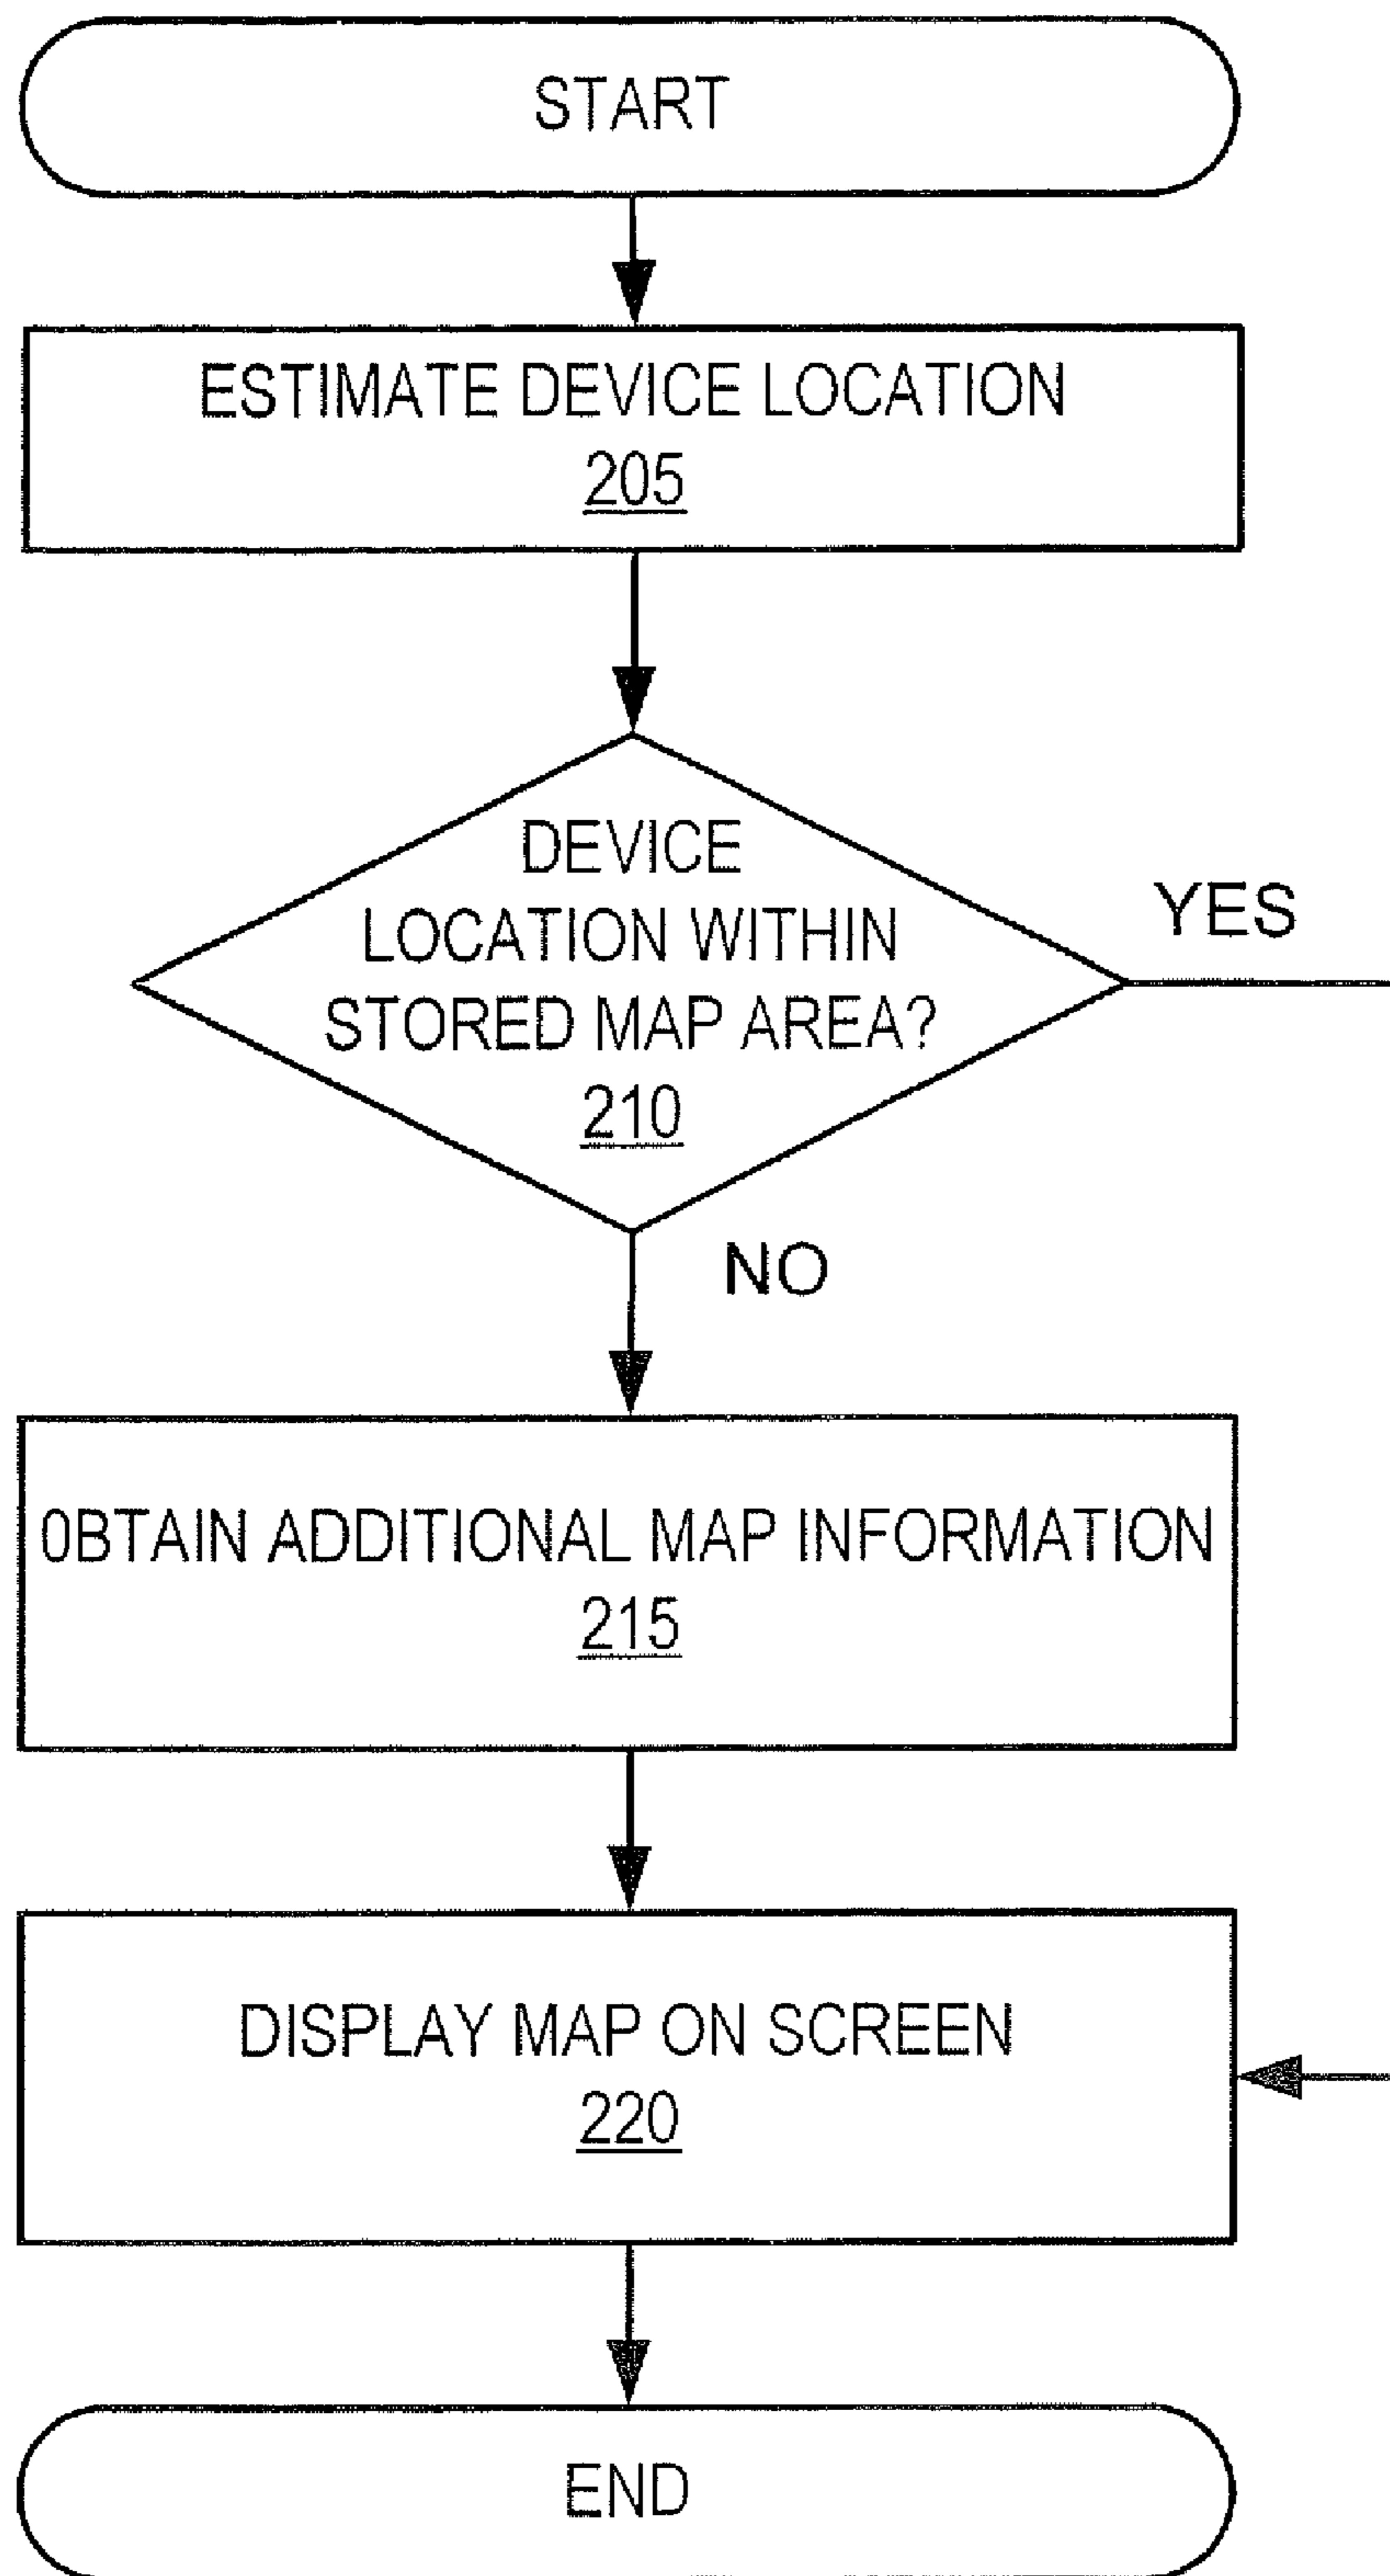 START
ESTIMATE DEVICE LOCATION
205
DEVICE
LOCATION WITHIN
STORED MAP AREA?
210
YES
NO
0BTAIN ADDITIONAL MAP INFORMATION
215
DISPLAY MAP ON SCREEN
220
END